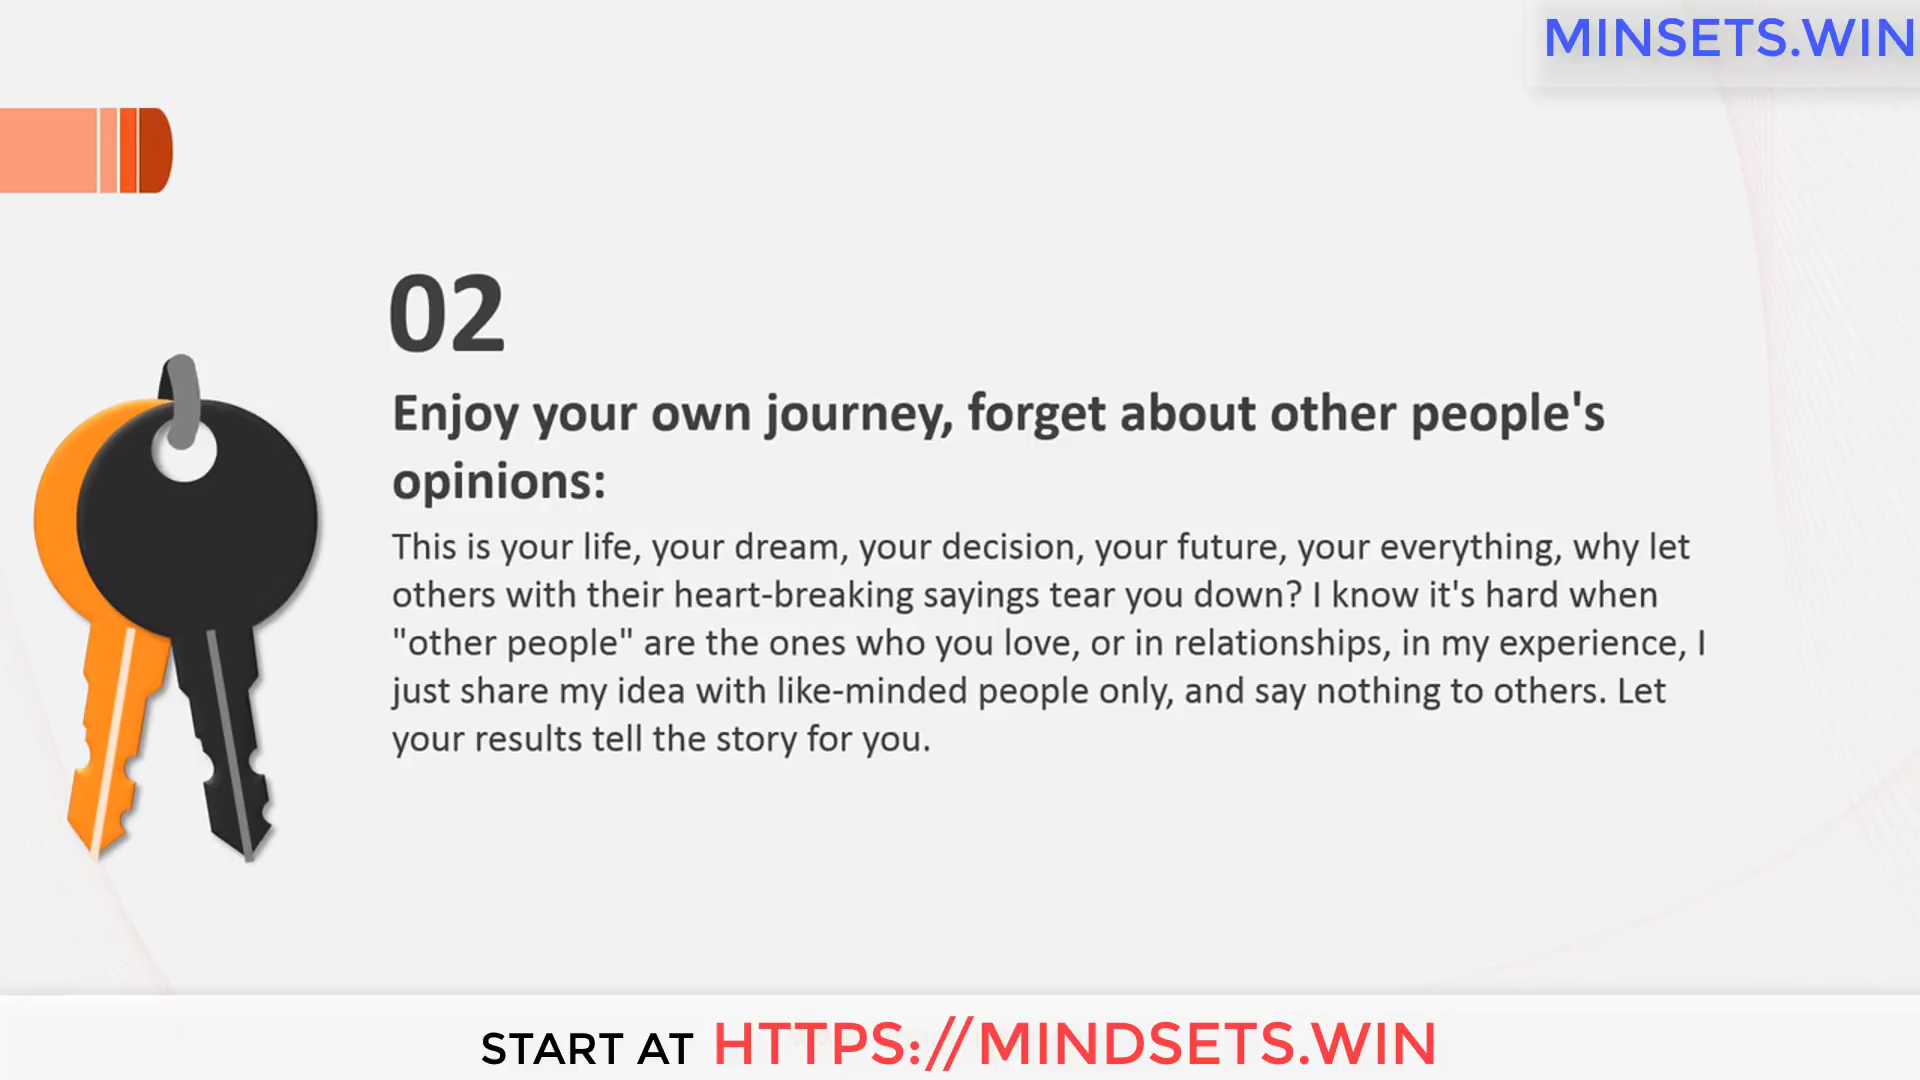 MINSETS.WIN
02
Enjoy your own journey, forget about other people's
opinions:
This is your life, your dream, your decision, your future, your everything, why let
others with their heart-breaking sayings tear you down? I know it's hard when
"other people" are the ones who you love, or in relationships, in my experience, I
just share my idea with like-minded people only, and say nothing to others. Let
your results tell the story for you.
START AT HTTPS://MINDSETS.WIN